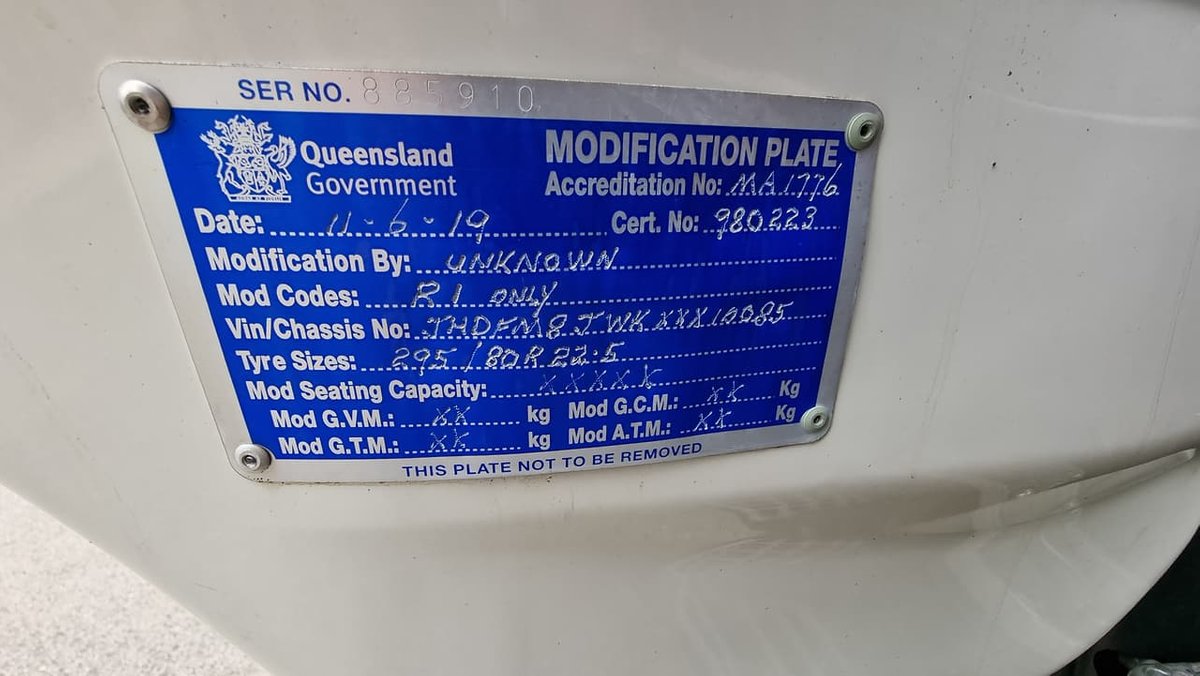 SER NO. 885910
Queensland
Government
MODIFICATION PLATE
Accreditation No: MA1776
Date: 11-6-19 Cert. No: 980223
Modification By: UNKNOWN
Mod Codes: R1 ONLY
Vin/Chassis No: JHDFM8JWKXXX10085
Tyre Sizes: 295/80R22.5
Mod Seating Capacity: XXXXX
Mod G.V.M.: XX kg Mod G.C.M.: XX Kg
Mod G.T.M.: XX kg Mod A.T.M.: XX Kg
THIS PLATE NOT TO BE REMOVED